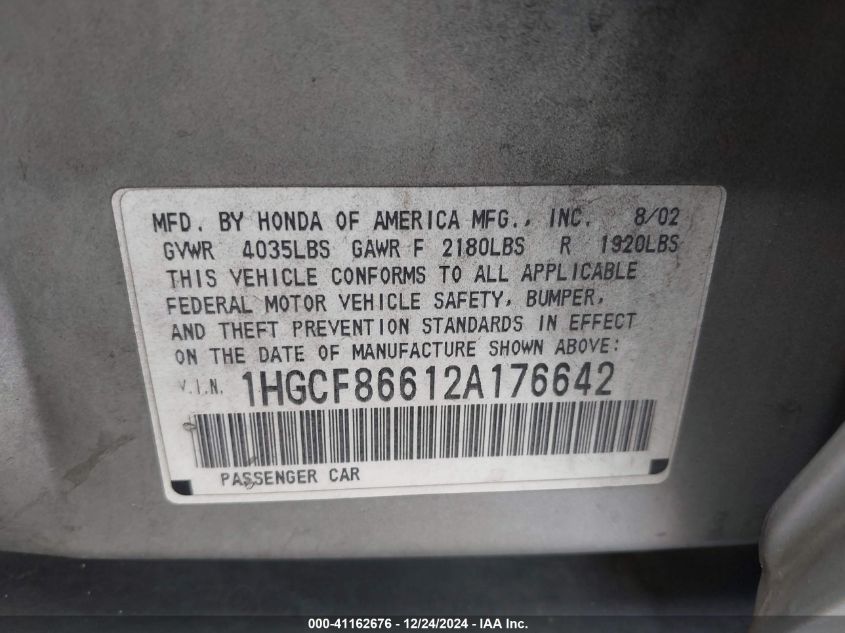 MFD. BY HONDA OF AMERICA MFG., INC. 8/02
GVWR 4035LBS GAWR F 2180LBS R 1920LBS
THIS VEHICLE CONFORMS TO ALL APPLICABLE
FEDERAL MOTOR VEHICLE SAFETY, BUMPER,
AND THEFT PREVENTION STANDARDS IN EFFECT
ON THE DATE OF MANUFACTURE SHOWN ABOVE:
V.I.N. 1HGCF86612A176642
PASSENGER CAR
000-41162676 - 12/24/2024 - IAAI Inc.